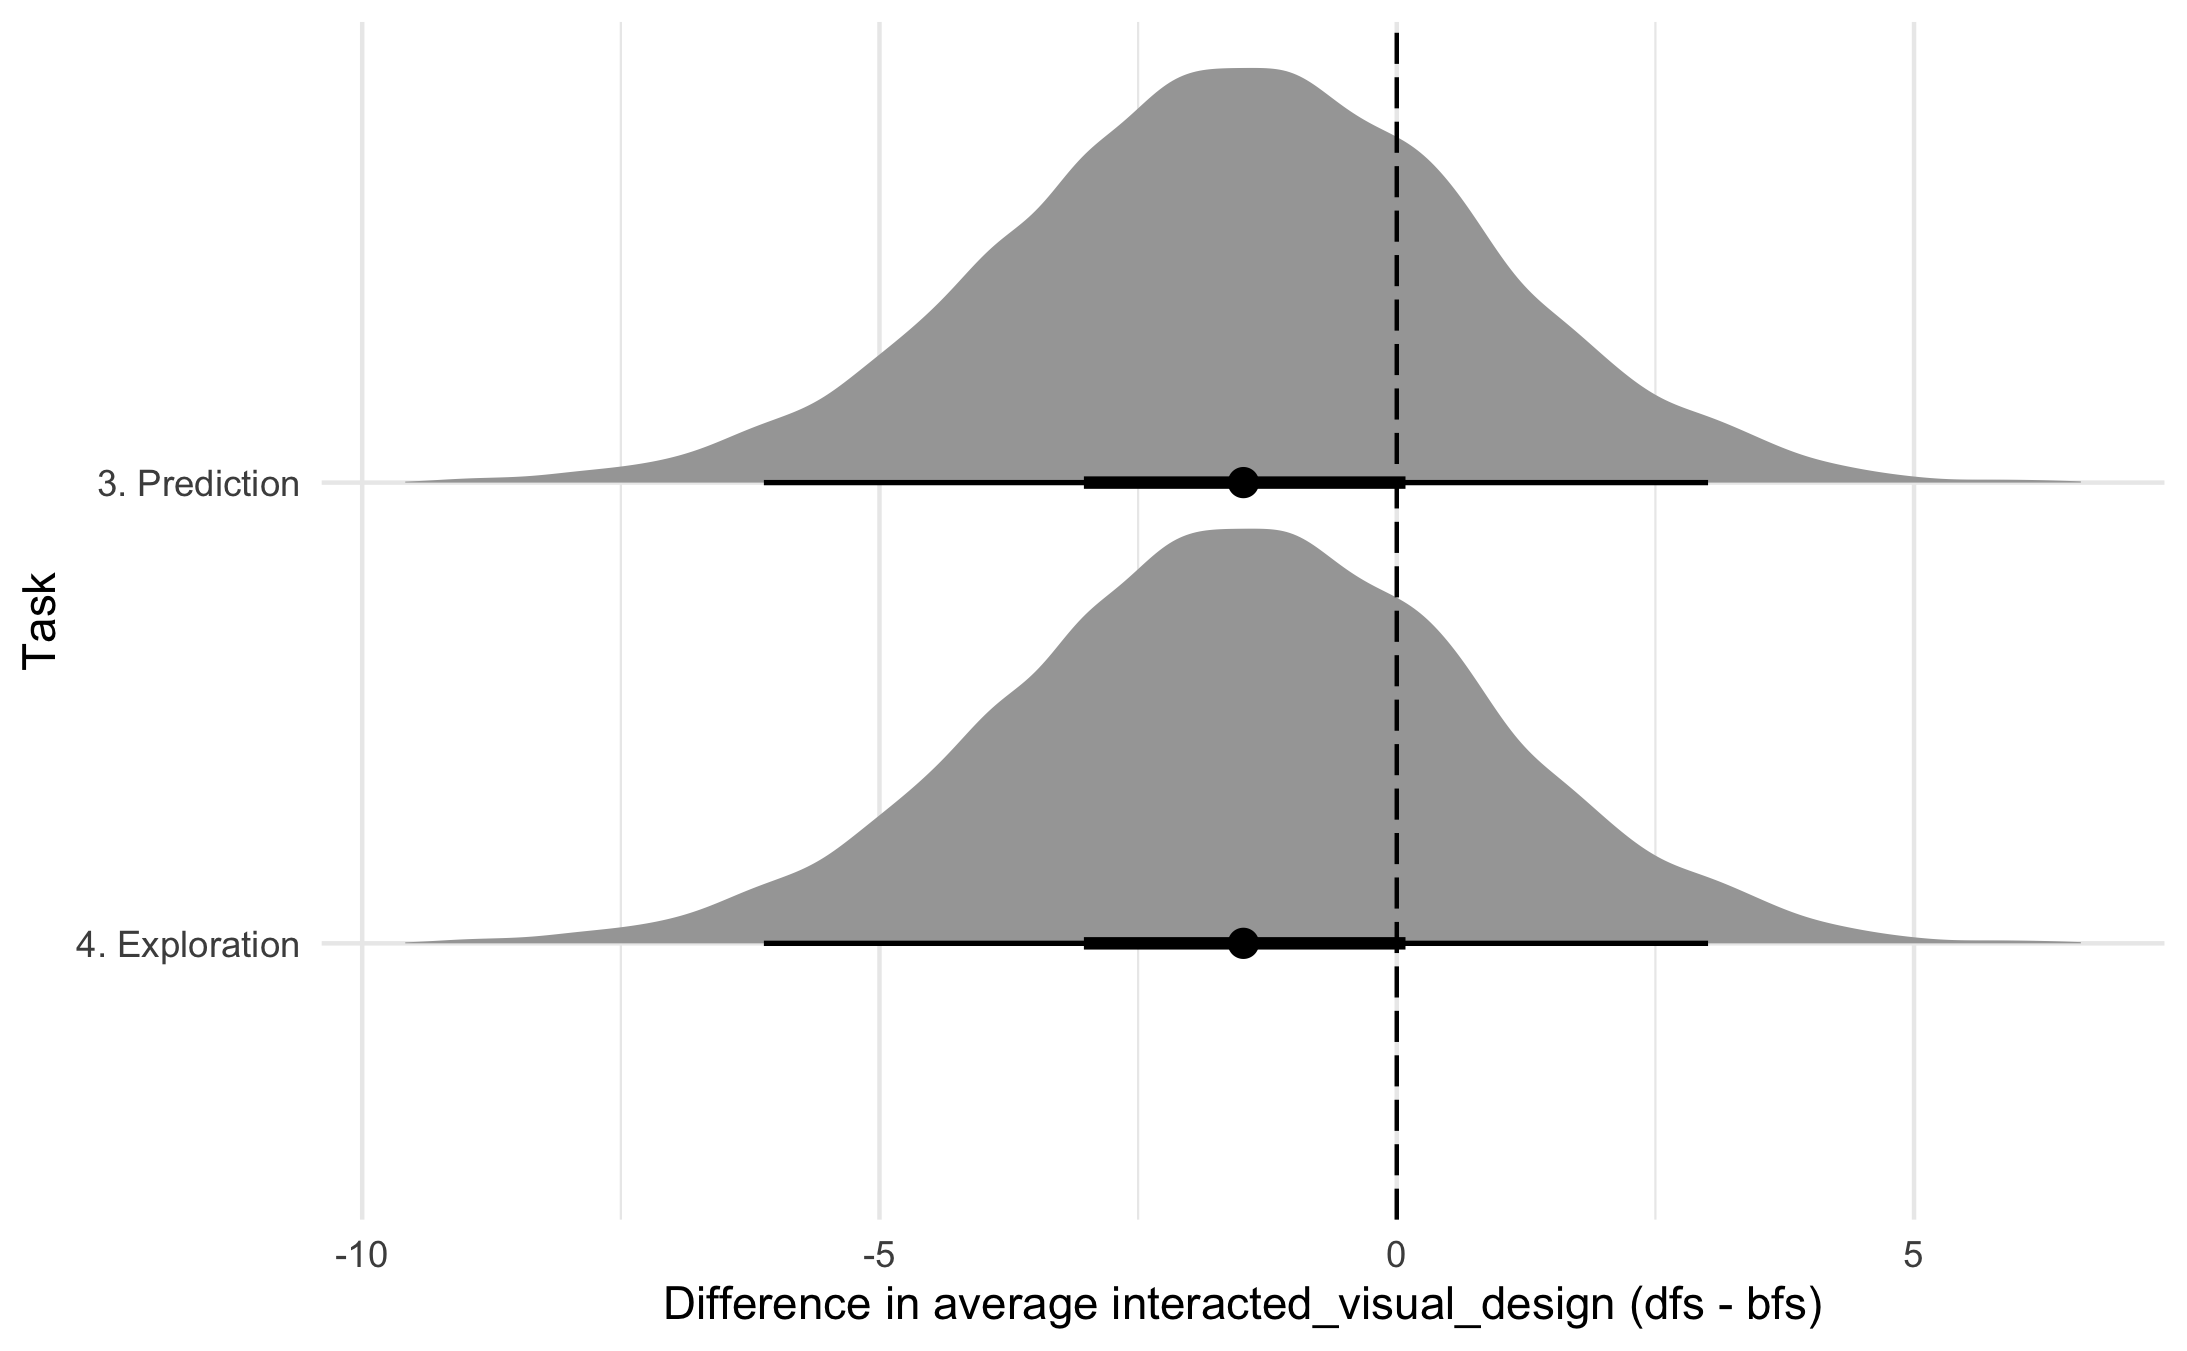 Task
3. Prediction
4. Exploration
-10
-5
0
5
Difference in average interacted_visual_design (dfs - bfs)